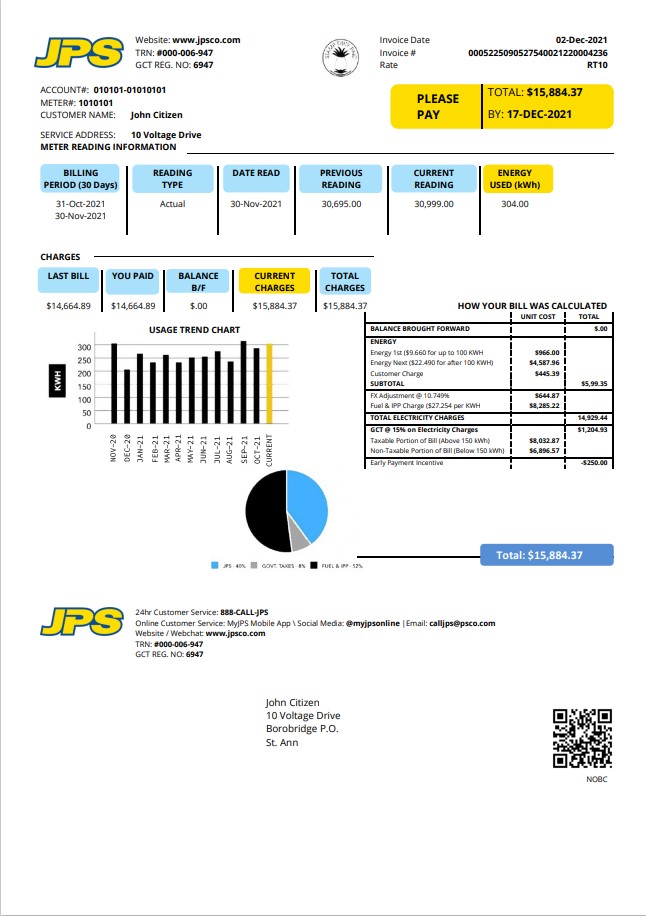 JPS
Website: www.jpsco.com
TRN: #000-006-947
GCT REG. NO: 6947
Invoice Date 02-Dec-2021
Invoice # 0005225090527540021220004236
Rate RT10
ACCOUNT#: 010101-01010101
METER#: 1010101
CUSTOMER NAME: John Citizen
SERVICE ADDRESS: 10 Voltage Drive
PLEASE PAY
TOTAL: $15,884.37
BY: 17-DEC-2021
METER READING INFORMATION
BILLING PERIOD (30 Days) READING TYPE DATE READ PREVIOUS READING CURRENT READING ENERGY USED (kWh)
31-Oct-2021 Actual 30-Nov-2021 30,695.00 30,999.00 304.00
30-Nov-2021
CHARGES
LAST BILL YOU PAID BALANCE B/F CURRENT CHARGES TOTAL CHARGES
$14,664.89 $14,664.89 $.00 $15,884.37 $15,884.37
HOW YOUR BILL WAS CALCULATED
UNIT COST TOTAL
BALANCE BROUGHT FORWARD $.00
ENERGY
Energy 1st ($9.660 for up to 100 KWH $966.00
Energy Next ($22.490 for after 100 KWH) $4,587.96
Customer Charge $445.39
SUBTOTAL $5,99.35
FX Adjustment @ 10.749% $644.87
Fuel & IPP Charge ($27.254 per KWH $8,285.22
TOTAL ELECTRICITY CHARGES 14,929.44
GCT @ 15% on Electricity Charges $1,204.93
Taxable Portion of Bill (Above 150 kWh) $8,032.87
Non-Taxable Portion of Bill (Below 150 kWh) $6,896.57
Early Payment Incentive -$250.00
USAGE TREND CHART
KWH
300
250
200
150
100
50
0
NOV-20
DEC-20
JAN-21
FEB-21
MAR-21
APR-21
MAY-21
JUN-21
JUL-21
AUG-21
SEP-21
OCT-21
CURRENT
JPS - 40% GOVT. TAXES - 8% FUEL & IPP - 52%
Total: $15,884.37
JPS
24hr Customer Service: 888-CALL-JPS
Online Customer Service: MyJPS Mobile App \ Social Media: @myjpsonline |Email: calljps@psco.com
Website / Webchat: www.jpsco.com
TRN: #000-006-947
GCT REG. NO: 6947
John Citizen
10 Voltage Drive
Borobridge P.O.
St. Ann
NOBC